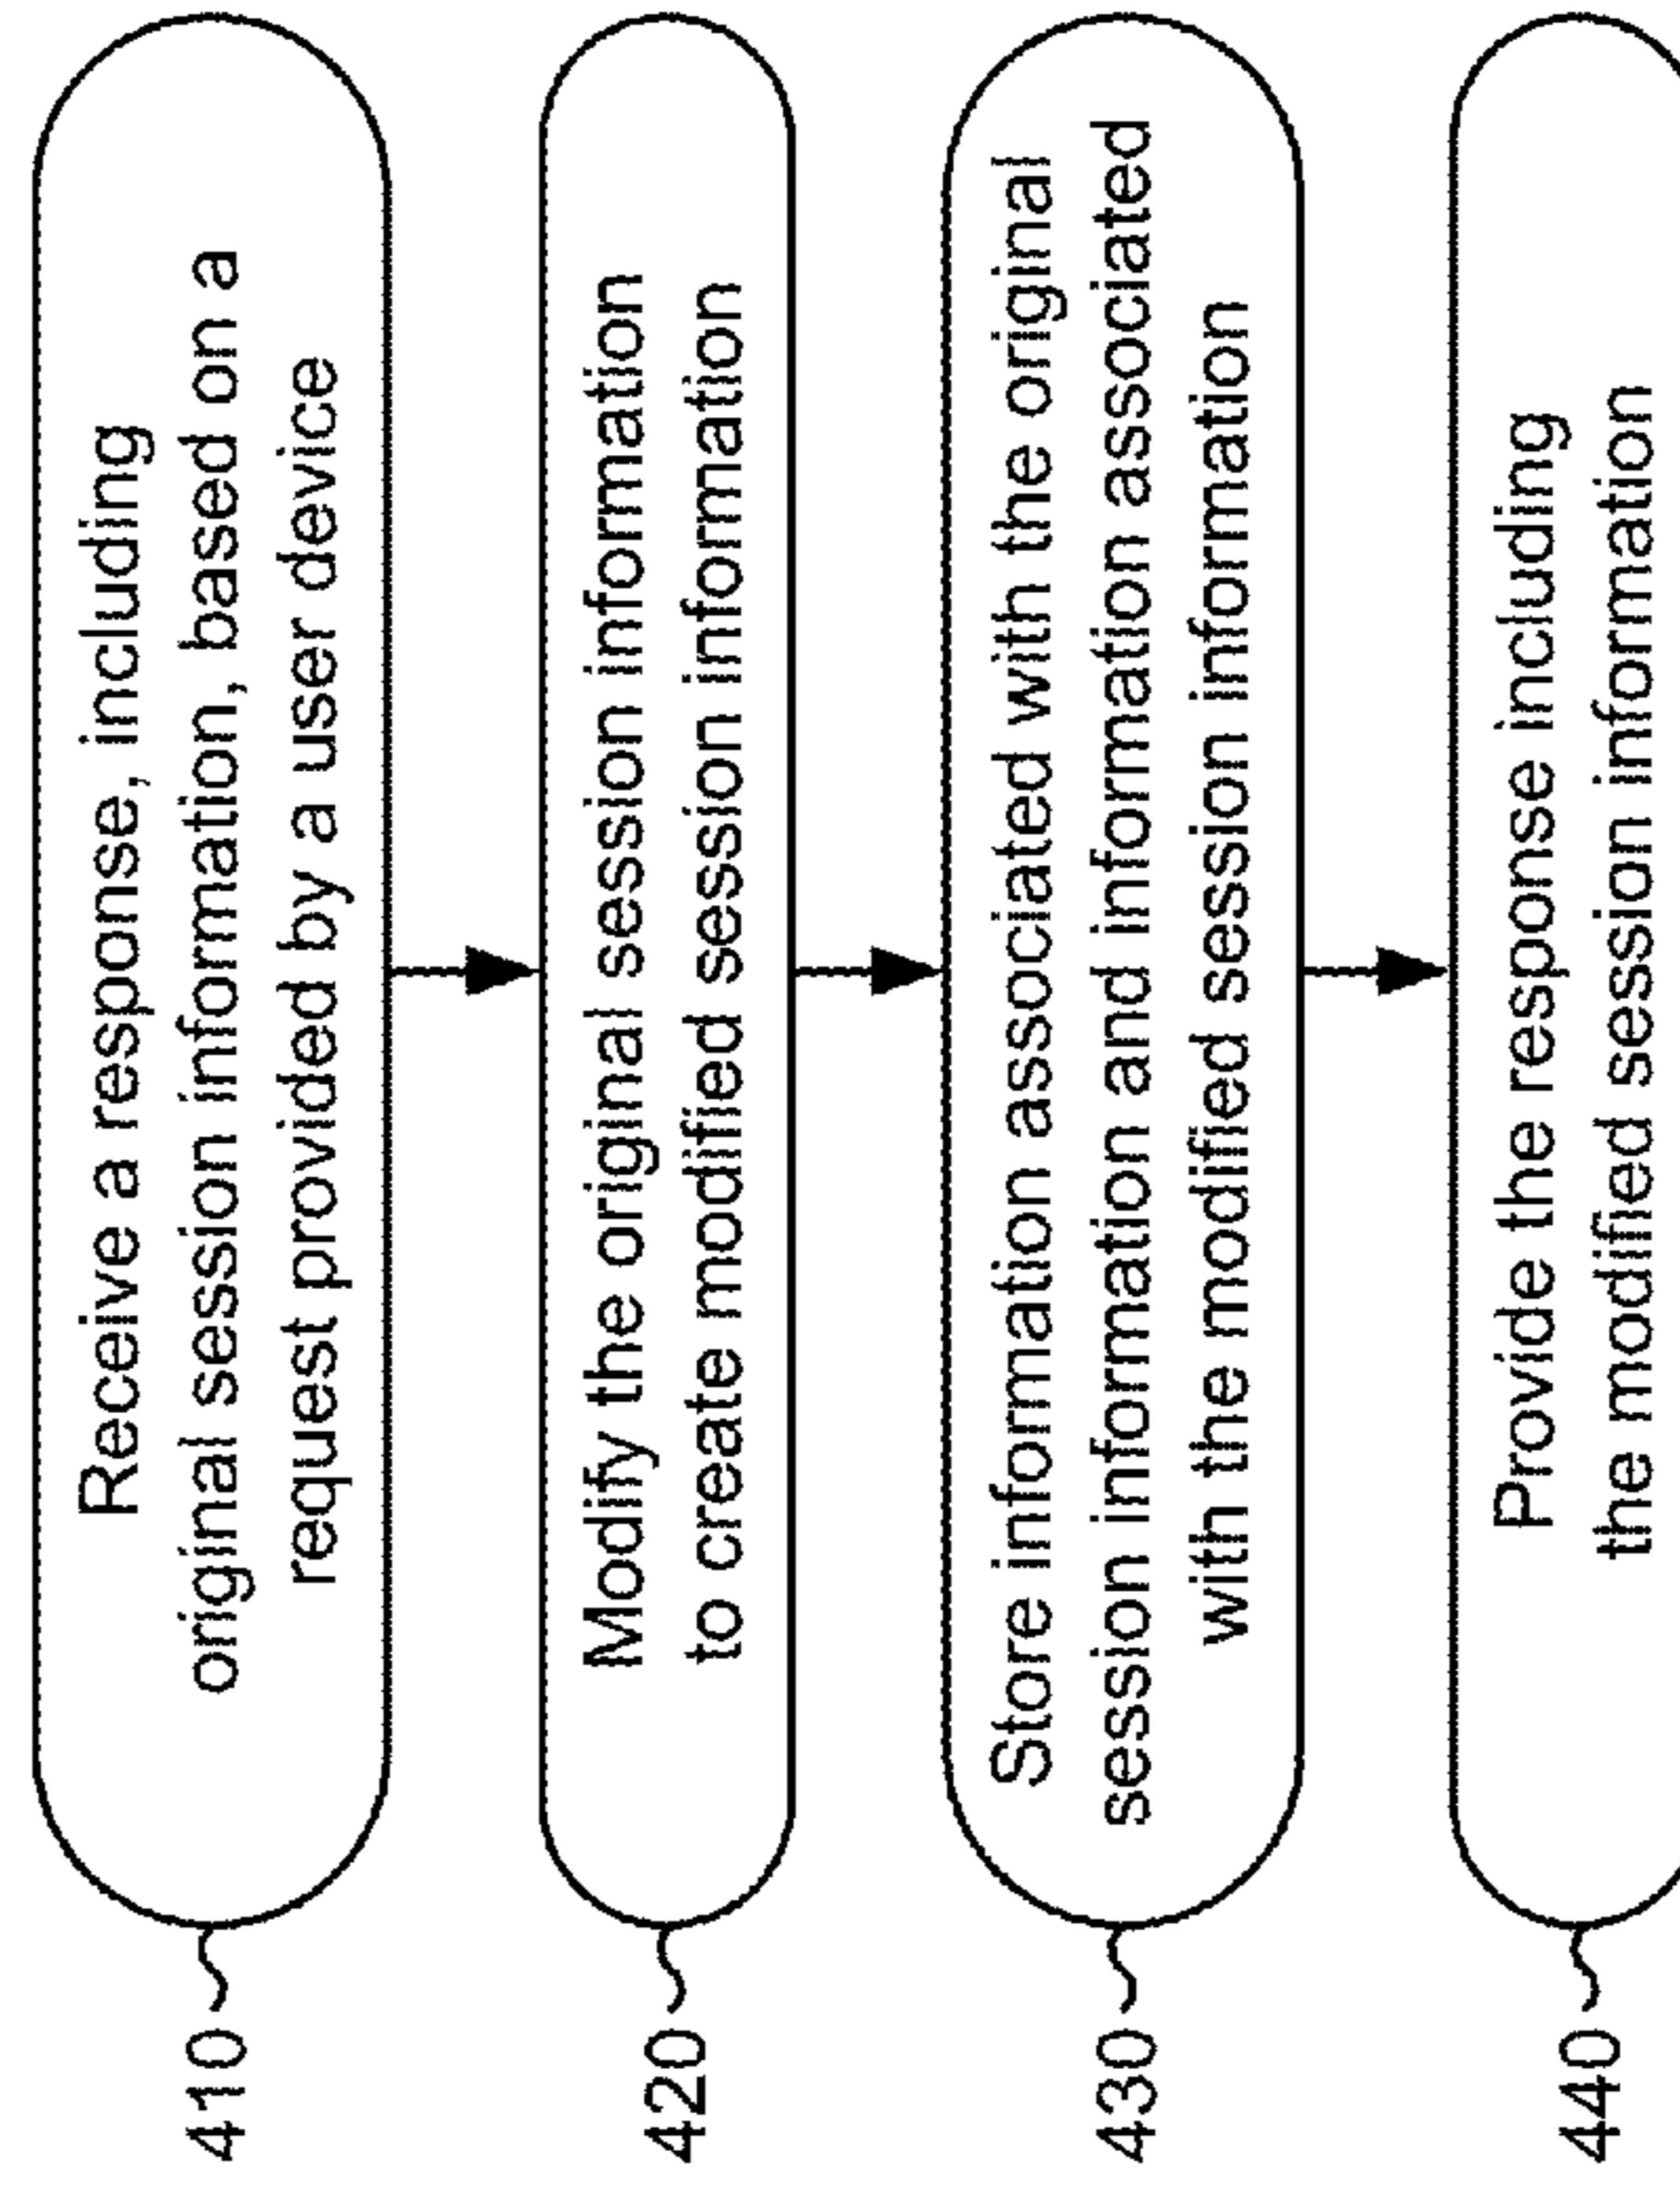 410
Receive a response, including
original session information, based on a
request provided by a user device
420
Modify the original session information
to create modified session information
430
Store information associated with the original
session information and information associated
with the modified session information
440
Provide the response including
the modified session information